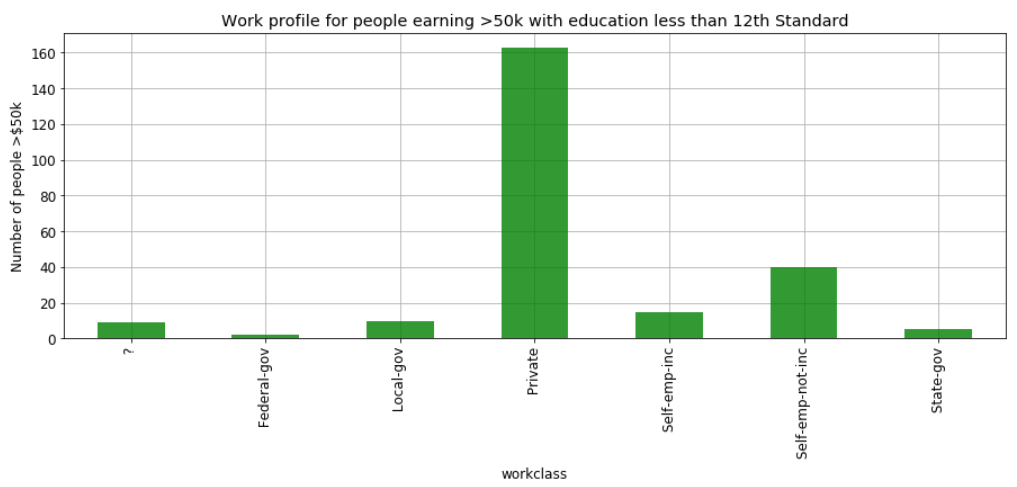 Work profile for people earning >50k with education less than 12th Standard
Number of people >$50k
160
140
120
100
80
60
40
20
0
?
Federal-gov
Local-gov
Private
Self-emp-inc
Self-emp-not-inc
State-gov
workclass